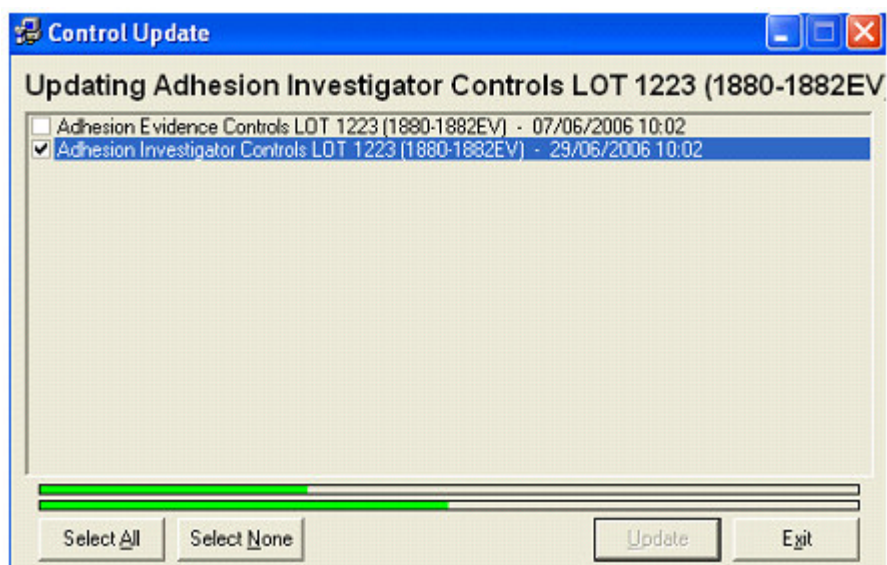 Control Update
Updating Adhesion Investigator Controls LOT 1223 (1880-1882EV
Adhesion Evidence Controls LOT 1223 (1880-1882EV) - 07/06/2006 10:02
Adhesion Investigator Controls LOT 1223 (1880-1882EV) - 29/06/2006 10:02
Select All Select None Update Exit